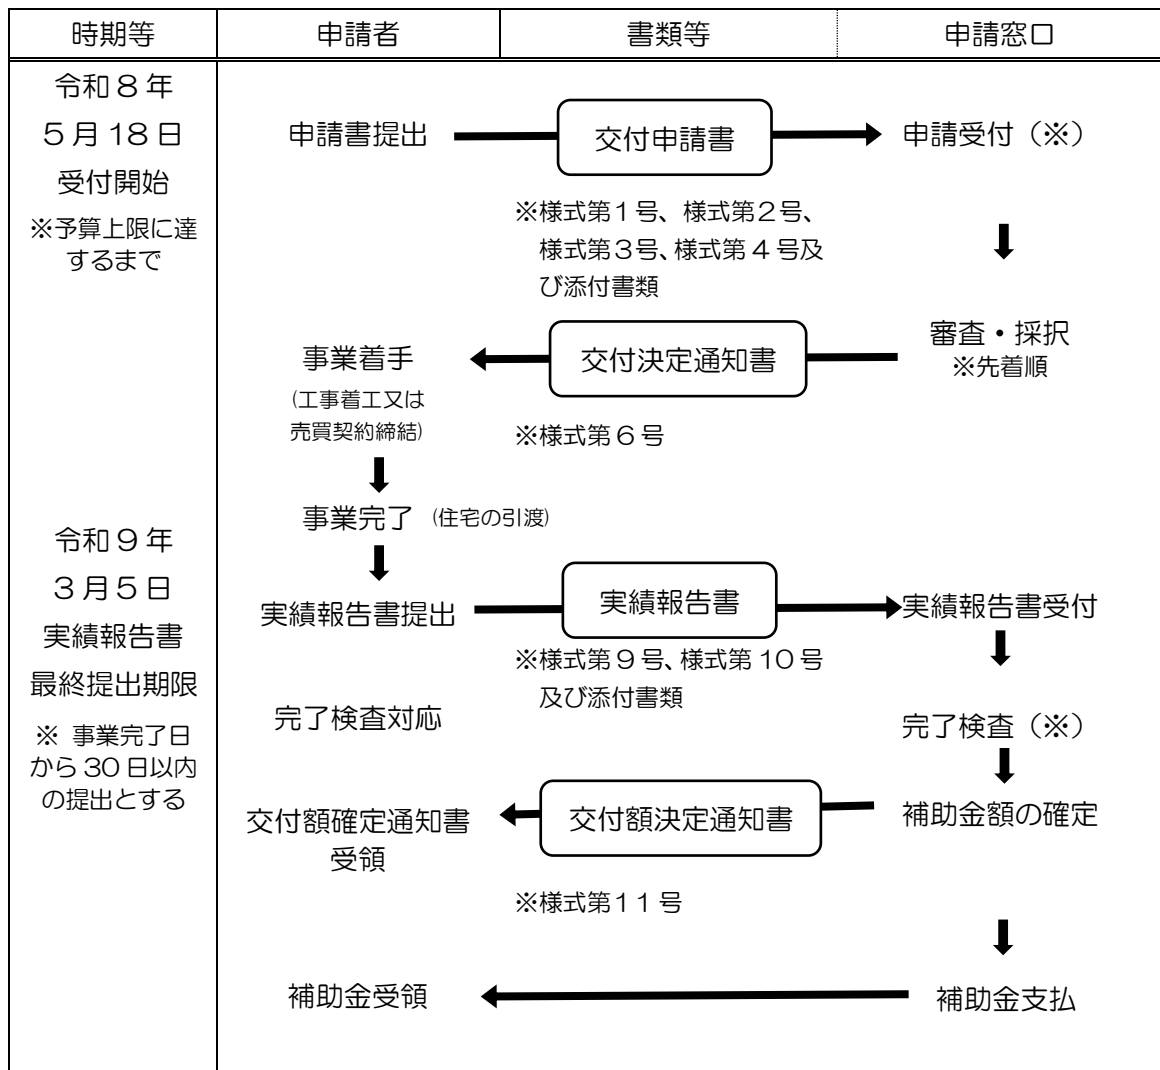 時期等 申請者 書類等 申請窓口
令和8年
5月18日
受付開始
※予算上限に達
するまで
申請書提出 交付申請書 申請受付（※）
※様式第1号、様式第2号、
様式第3号、様式第4号及
び添付書類
審査・採択
※先着順
事業着手 交付決定通知書
(工事着工又は
売買契約締結)
※様式第6号
事業完了 (住宅の引渡)
令和9年
3月5日
実績報告書
最終提出期限
※ 事業完了日
から30日以内
の提出とする
実績報告書提出 実績報告書 実績報告書受付
※様式第9号、様式第10号
及び添付書類
完了検査対応 完了検査（※）
交付額確定通知書
受領
交付額決定通知書 補助金額の確定
※様式第11号
補助金受領 補助金支払